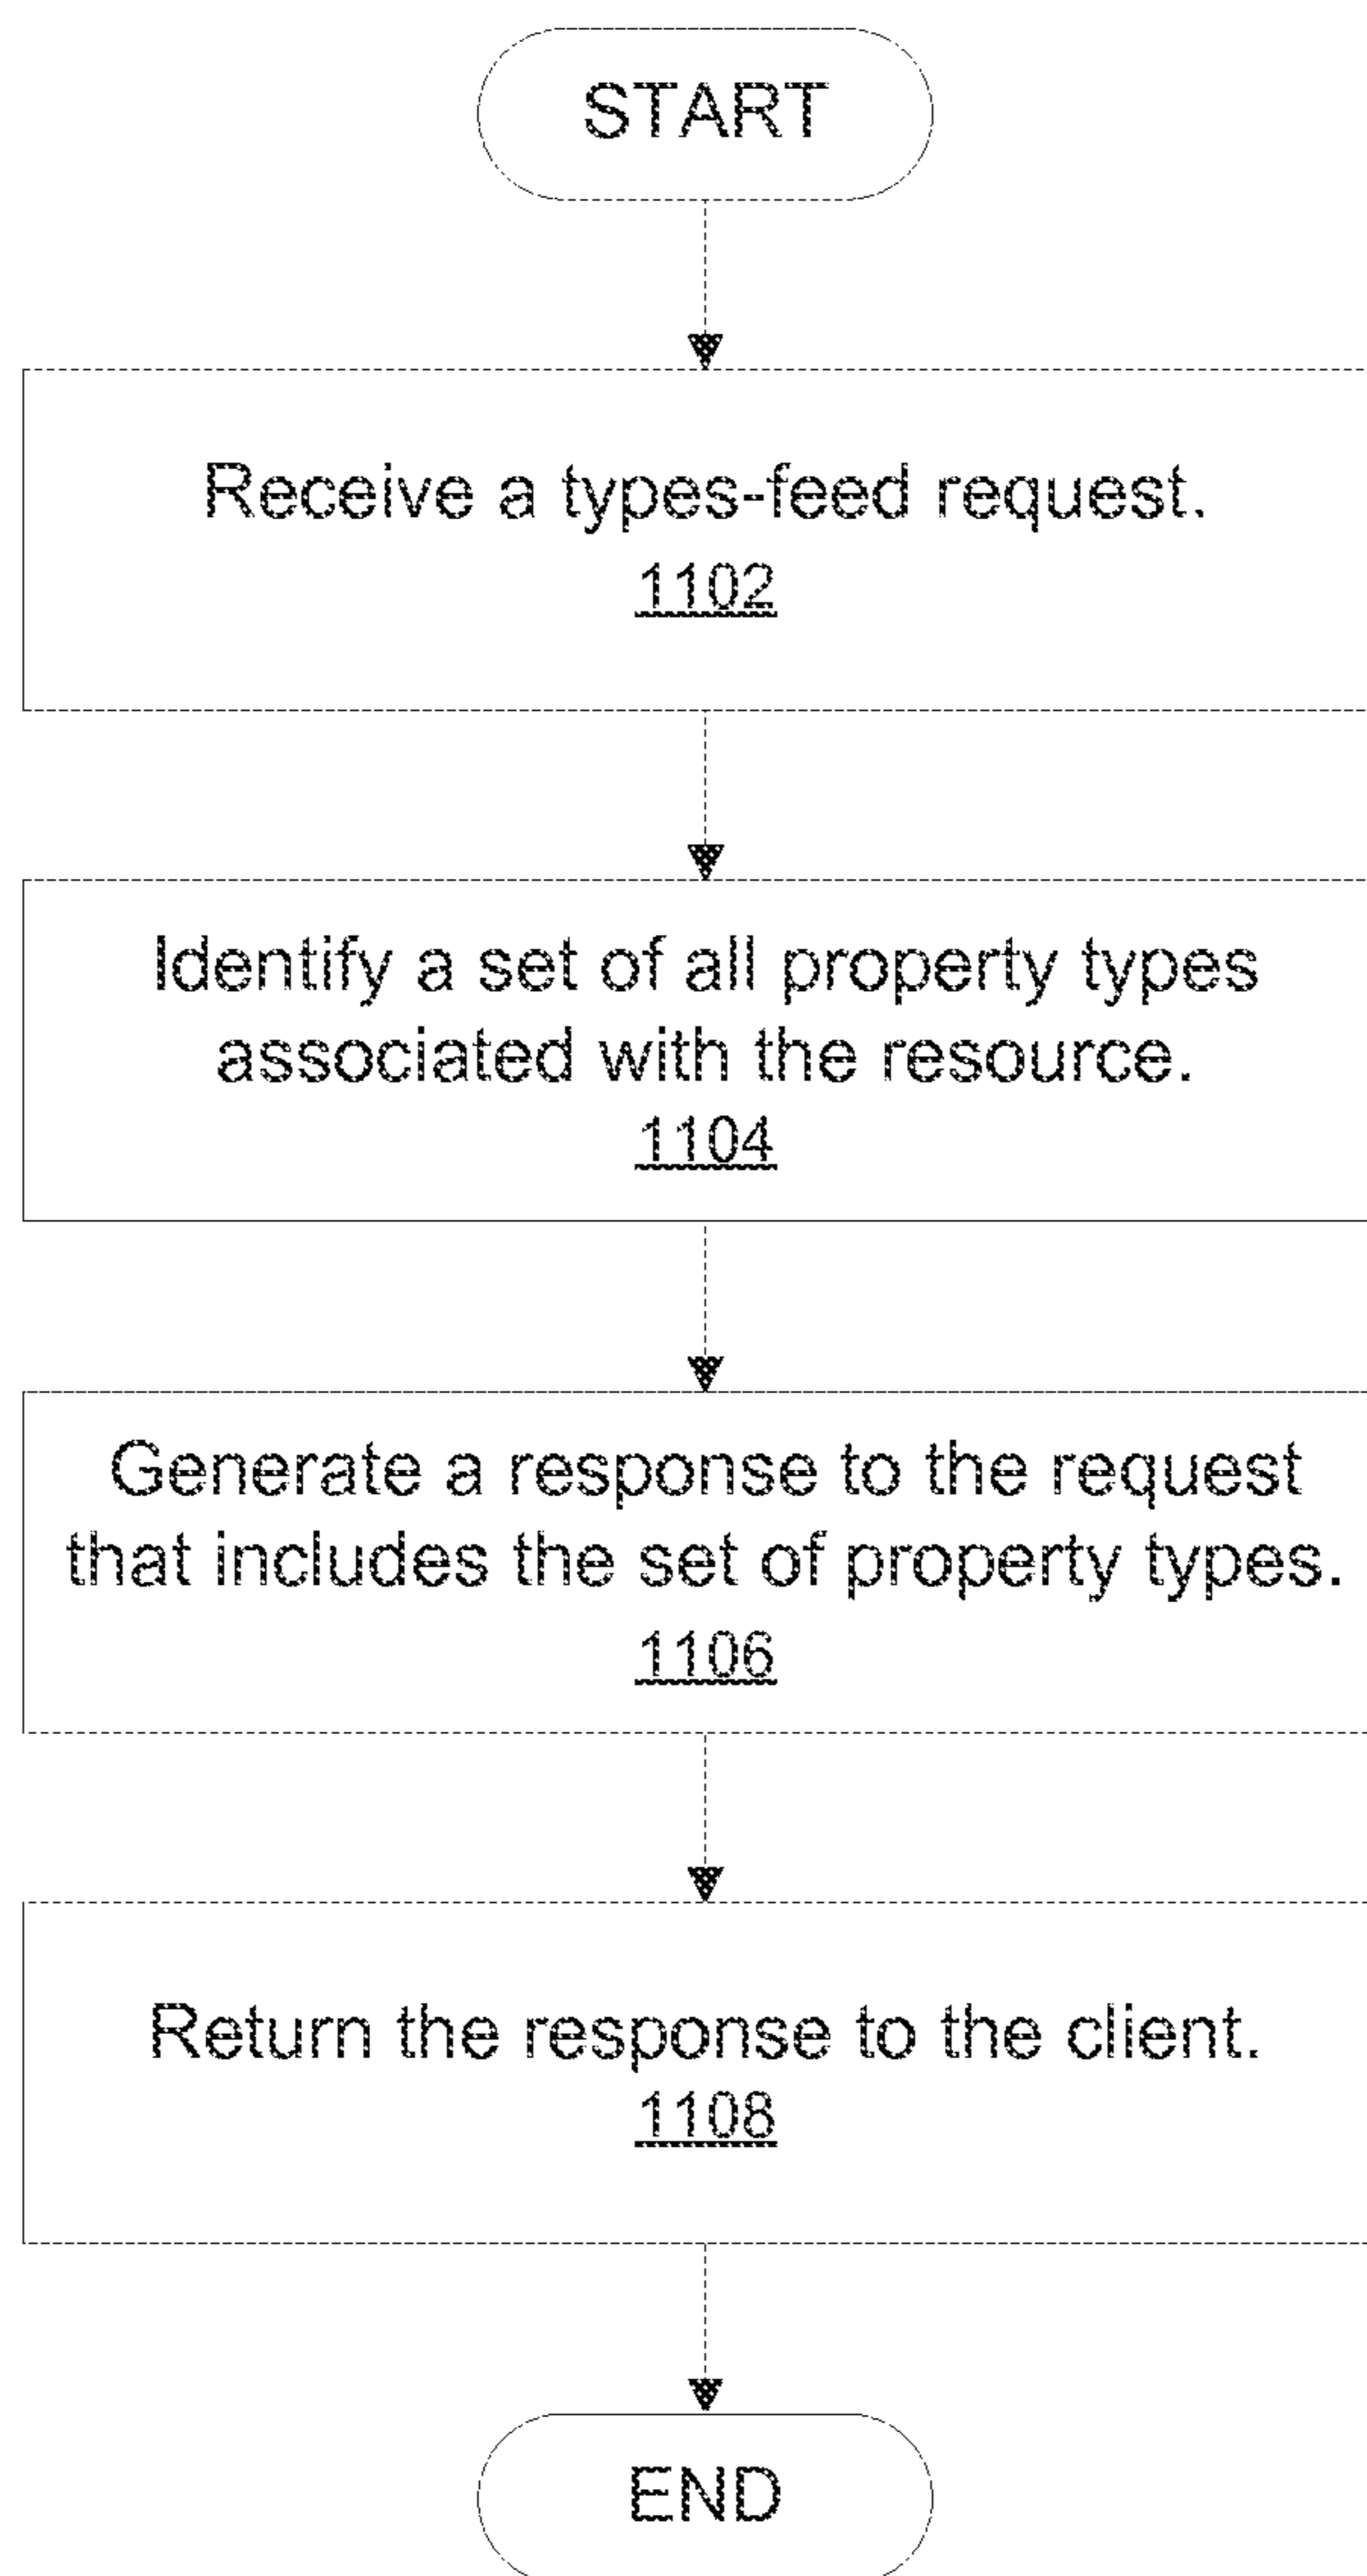 START
Receive a types-feed request.
1102
Identify a set of all property types
associated with the resource.
1104
Generate a response to the request
that includes the set of property types.
1106
Return the response to the client.
1108
END